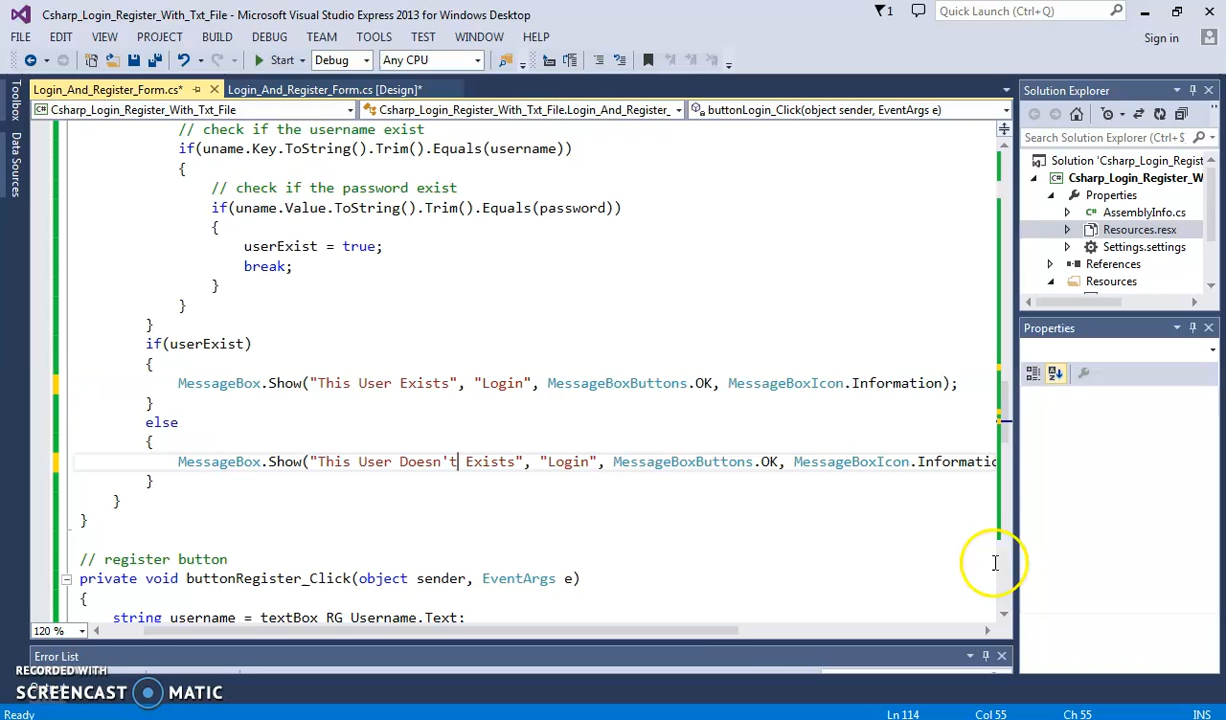 Csharp_Login_Register_With_Txt_File - Microsoft Visual Studio Express 2013 for Windows Desktop
1
Quick Launch (Ctrl+Q)
FILE EDIT VIEW PROJECT BUILD DEBUG TEAM TOOLS TEST WINDOW HELP
Sign in
Start Debug Any CPU
Toolbox
Data Sources
Login_And_Register_Form.cs* Login_And_Register_Form.cs [Design]*
Csharp_Login_Register_With_Txt_File Csharp_Login_Register_With_Txt_File.Login_And_Register_ buttonLogin_Click(object sender, EventArgs e)
// check if the username exist
if(uname.Key.ToString().Trim().Equals(username))
{
// check if the password exist
if(uname.Value.ToString().Trim().Equals(password))
{
userExist = true;
break;
}
}
}
if(userExist)
{
MessageBox.Show("This User Exists", "Login", MessageBoxButtons.OK, MessageBoxIcon.Information);
}
else
{
MessageBox.Show("This User Doesn't Exists", "Login", MessageBoxButtons.OK, MessageBoxIcon.Informatio
}
}
}
// register button
private void buttonRegister_Click(object sender, EventArgs e)
{
string username = textBox_RG_Username.Text;
120 %
Error List
Solution Explorer
Search Solution Explorer (Ctrl+$
Solution 'Csharp_Login_Regist
Csharp_Login_Register_W
Properties
AssemblyInfo.cs
Resources.resx
Settings.settings
References
Resources
Properties
RECORDED WITH
SCREENCAST MATIC
Ready Ln 114 Col 55 Ch 55 INS